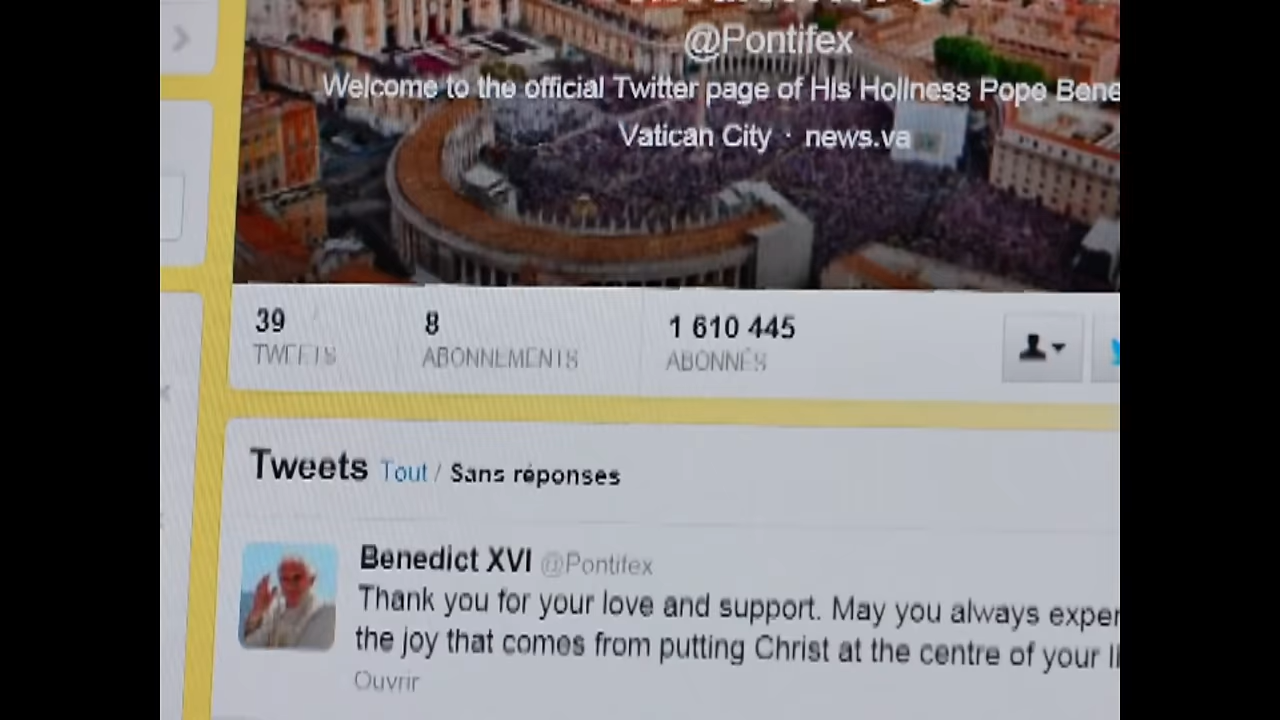 @Pontifex
Welcome to the official Twitter page of His Holiness Pope Bene
Vatican City · news.va
39 8 1 610 445
TWEETS ABONNEMENTS ABONNÉS
Tweets Tout / Sans réponses
Benedict XVI @Pontifex
Thank you for your love and support. May you always exper
the joy that comes from putting Christ at the centre of your li
Ouvrir